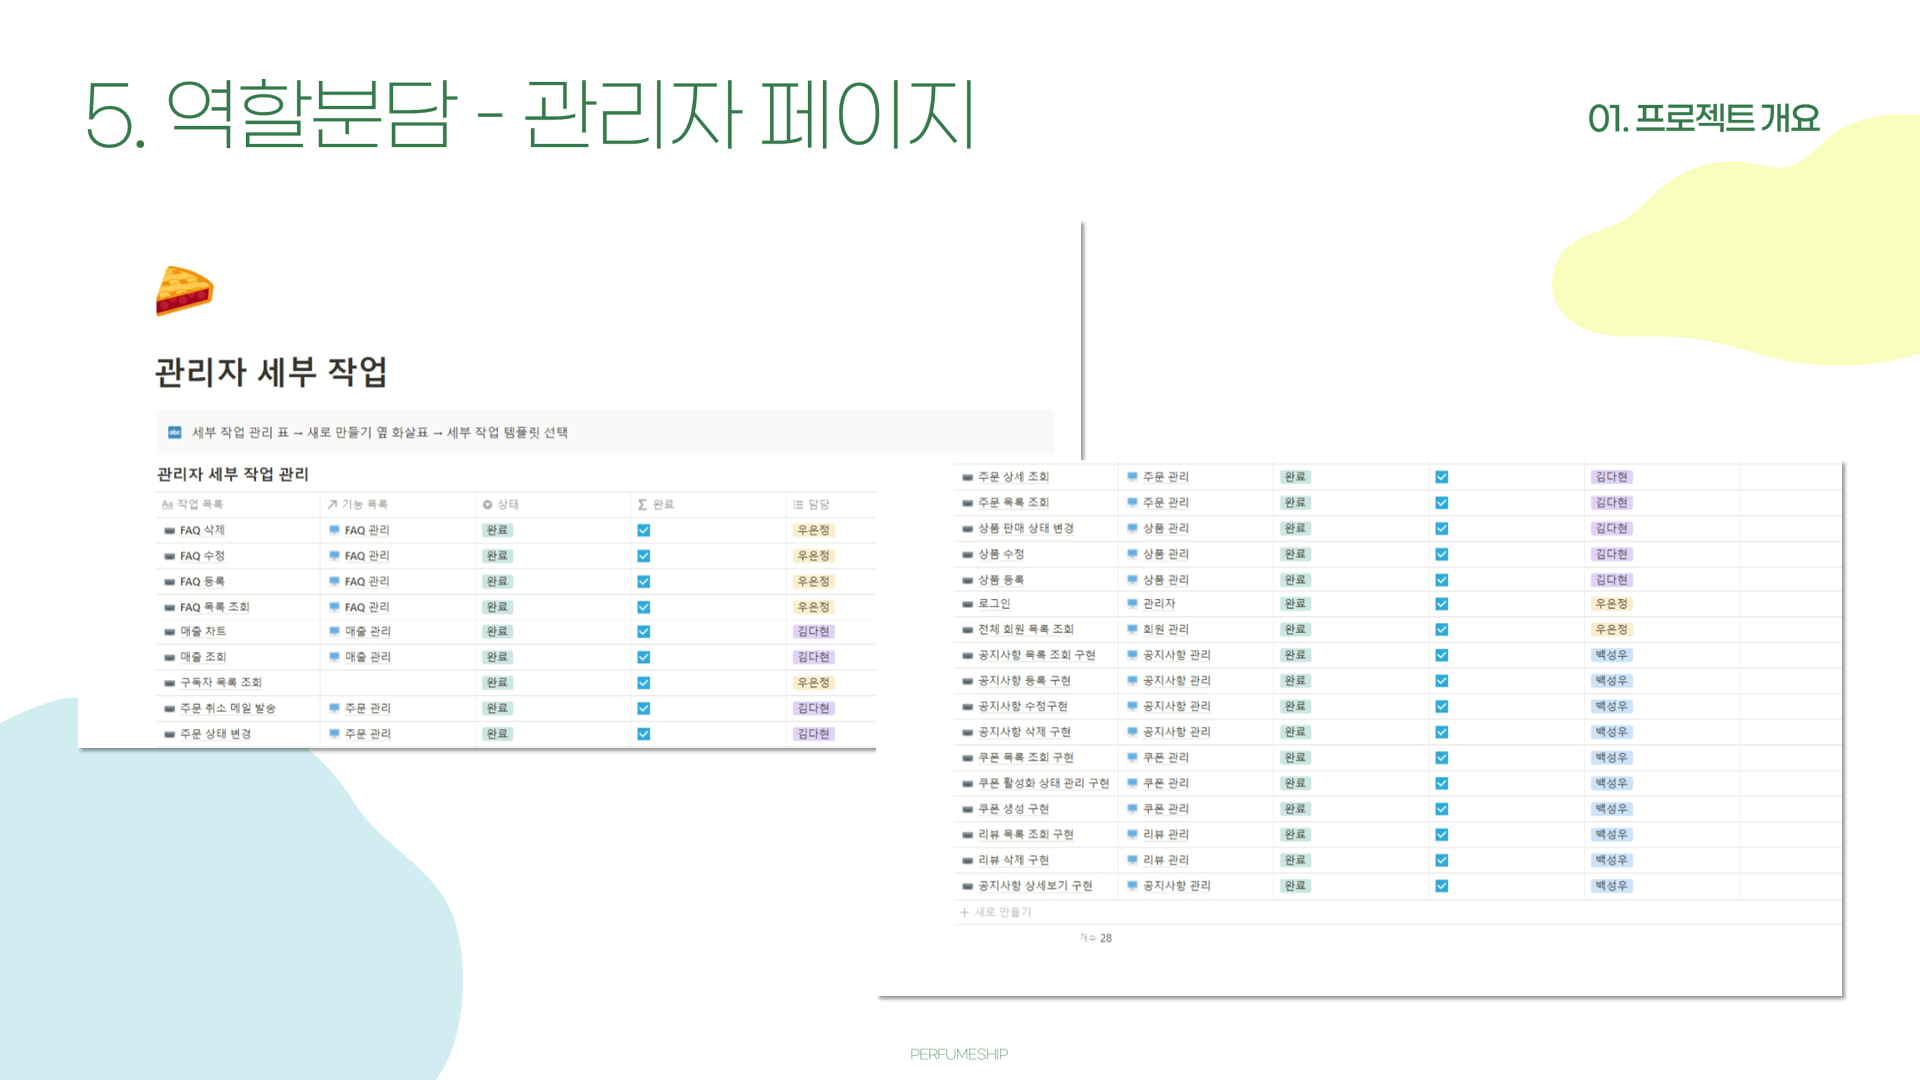 5. 역할분담 - 관리자 페이지
01. 프로젝트 개요
관리자 세부 작업
세부 작업 관리 표 → 새로 만들기 옆 화살표 → 세부 작업 템플릿 선택
관리자 세부 작업 관리
Aa 작업 목록 기능 목록 상태 완료 담당
FAQ 삭제 FAQ 관리 완료 우은정
FAQ 수정 FAQ 관리 완료 우은정
FAQ 등록 FAQ 관리 완료 우은정
FAQ 목록 조회 FAQ 관리 완료 우은정
매출 차트 매출 관리 완료 김다현
매출 조회 매출 관리 완료 김다현
구독자 목록 조회 완료 우은정
주문 취소 메일 발송 주문 관리 완료 김다현
주문 상태 변경 주문 관리 완료 김다현
주문 상세 조회 주문 관리 완료 김다현
주문 목록 조회 주문 관리 완료 김다현
상품 판매 상태 변경 상품 관리 완료 김다현
상품 수정 상품 관리 완료 김다현
상품 등록 상품 관리 완료 김다현
로그인 관리자 완료 우은정
전체 회원 목록 조회 회원 관리 완료 우은정
공지사항 목록 조회 구현 공지사항 관리 완료 백성우
공지사항 등록 구현 공지사항 관리 완료 백성우
공지사항 수정구현 공지사항 관리 완료 백성우
공지사항 삭제 구현 공지사항 관리 완료 백성우
쿠폰 목록 조회 구현 쿠폰 관리 완료 백성우
쿠폰 활성화 상태 관리 구현 쿠폰 관리 완료 백성우
쿠폰 생성 구현 쿠폰 관리 완료 백성우
리뷰 목록 조회 구현 리뷰 관리 완료 백성우
리뷰 삭제 구현 리뷰 관리 완료 백성우
공지사항 상세보기 구현 공지사항 관리 완료 백성우
+ 새로 만들기
개수 28
PERFUMESHIP